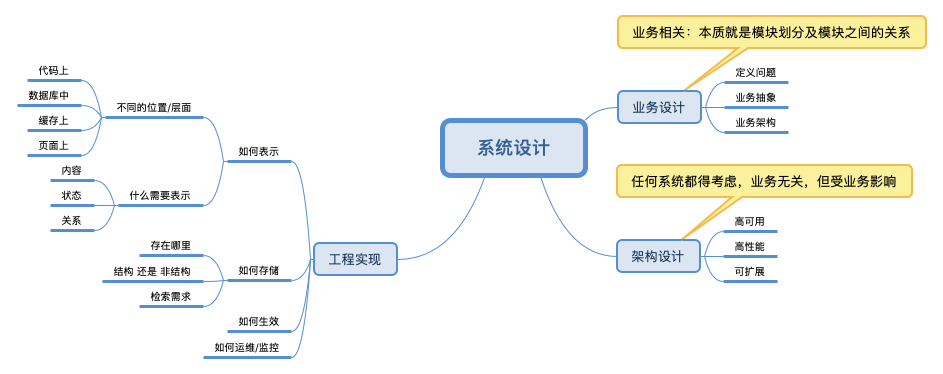 系统设计
业务相关：本质就是模块划分及模块之间的关系
业务设计
定义问题
业务抽象
业务架构
任何系统都得考虑，业务无关，但受业务影响
架构设计
高可用
高性能
可扩展
工程实现
如何表示
不同的位置/层面
代码上
数据库中
缓存上
页面上
什么需要表示
内容
状态
关系
如何存储
存在哪里
结构 还是 非结构
检索需求
如何生效
如何运维/监控